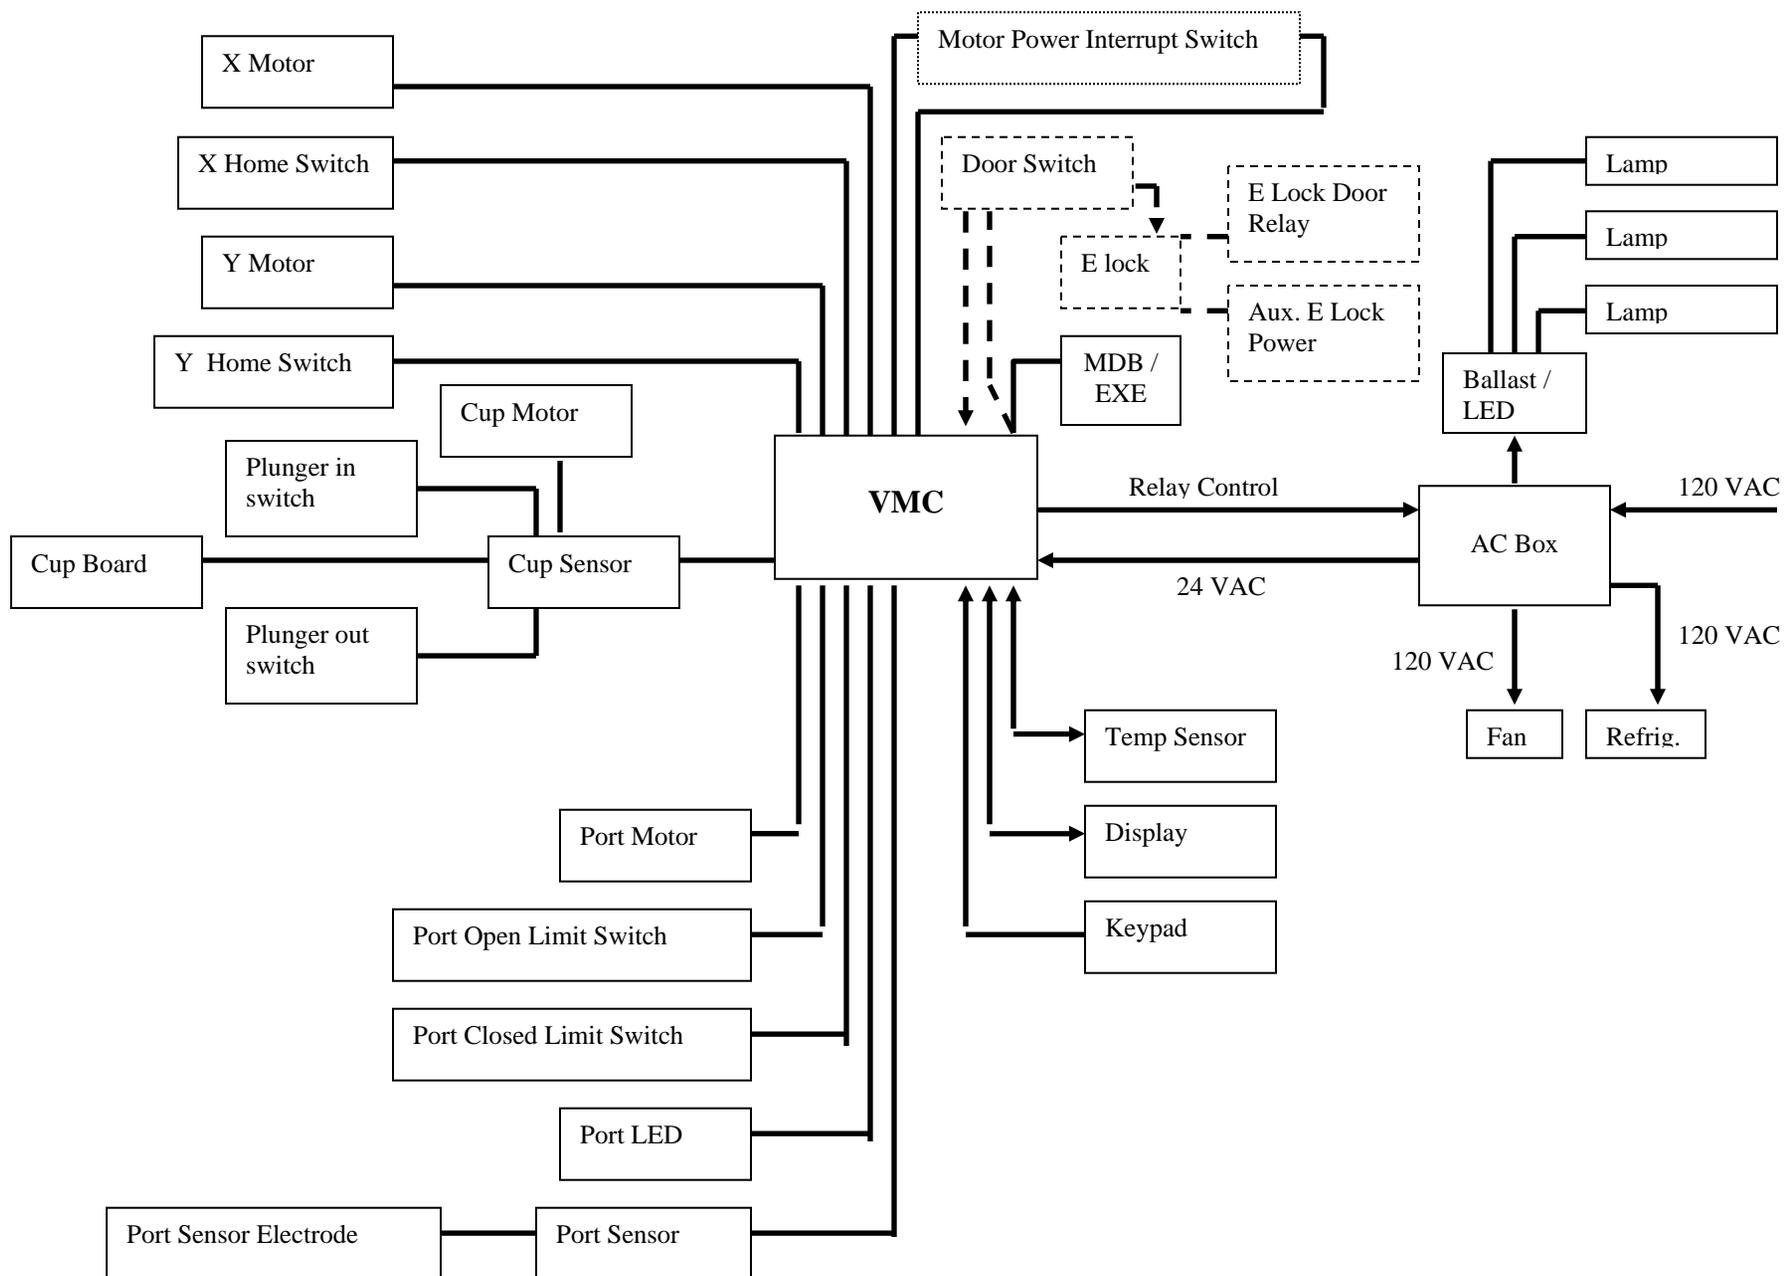 Motor Power Interrupt Switch
X Motor
X Home Switch
Door Switch
E Lock Door
Relay
Lamp
Y Motor
E lock
Lamp
Aux. E Lock
Power
Lamp
Y Home Switch
MDB /
EXE
Ballast /
LED
Cup Motor
Plunger in
switch
VMC
Relay Control
120 VAC
AC Box
Cup Board
Cup Sensor
24 VAC
Plunger out
switch
120 VAC
120 VAC
Temp Sensor
Fan
Refrig.
Port Motor
Display
Port Open Limit Switch
Keypad
Port Closed Limit Switch
Port LED
Port Sensor Electrode
Port Sensor